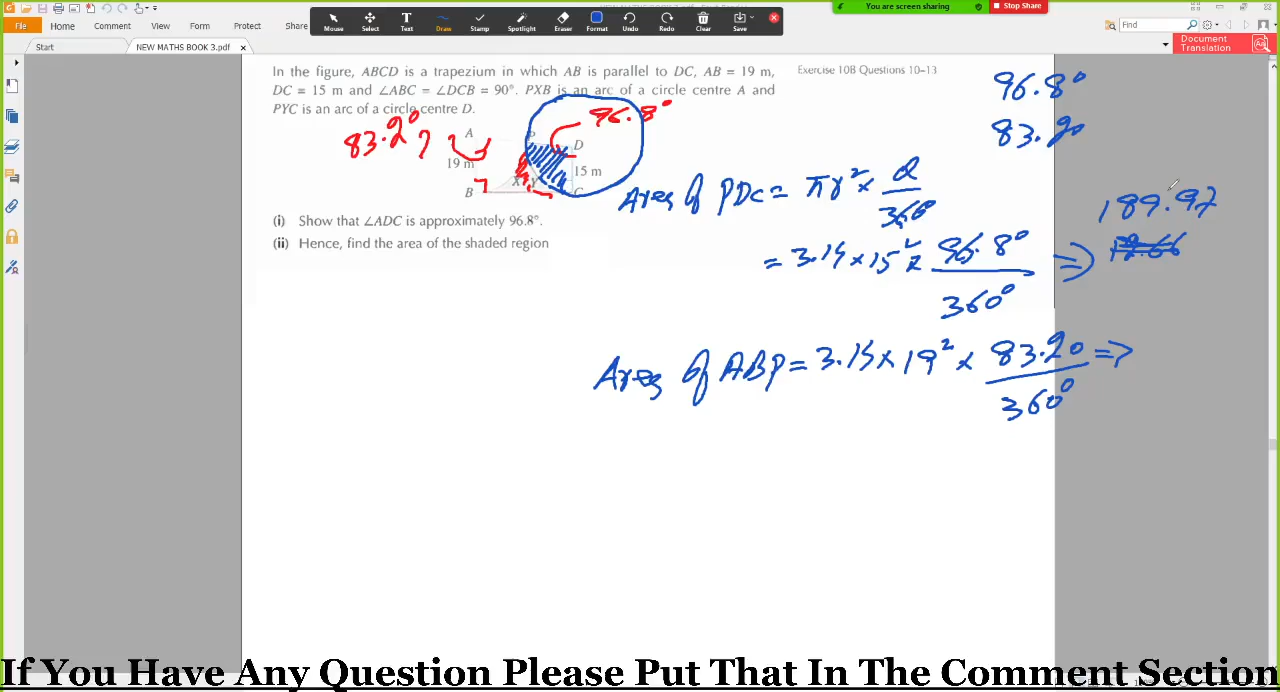 You are screen sharing
Stop Share
File Home Comment View Form Protect Share
Mouse Select Text Draw Stamp Spotlight Eraser Format Undo Redo Clear Save
Find
Start
NEW MATHS BOOK 3.pdf
Document Translation
In the figure, ABCD is a trapezium in which AB is parallel to DC, AB = 19 m,
DC = 15 m and ∠ABC = ∠DCB = 90°. PXB is an arc of a circle centre A and
PYC is an arc of a circle centre D.
Exercise 10B Questions 10–13
96.8°
83.20
83.2°
96.8°
A
P
D
19 m
15 m
B
X
Y
C
(i) Show that ∠ADC is approximately 96.8°.
(ii) Hence, find the area of the shaded region
Area of PDC = πr² × α/360°
= 3.14 × 15² × 96.8°/360° ⇒ 189.97
Area of ABP = 3.15 × 19² × 83.20/360° ⇒
If You Have Any Question Please Put That In The Comment Section